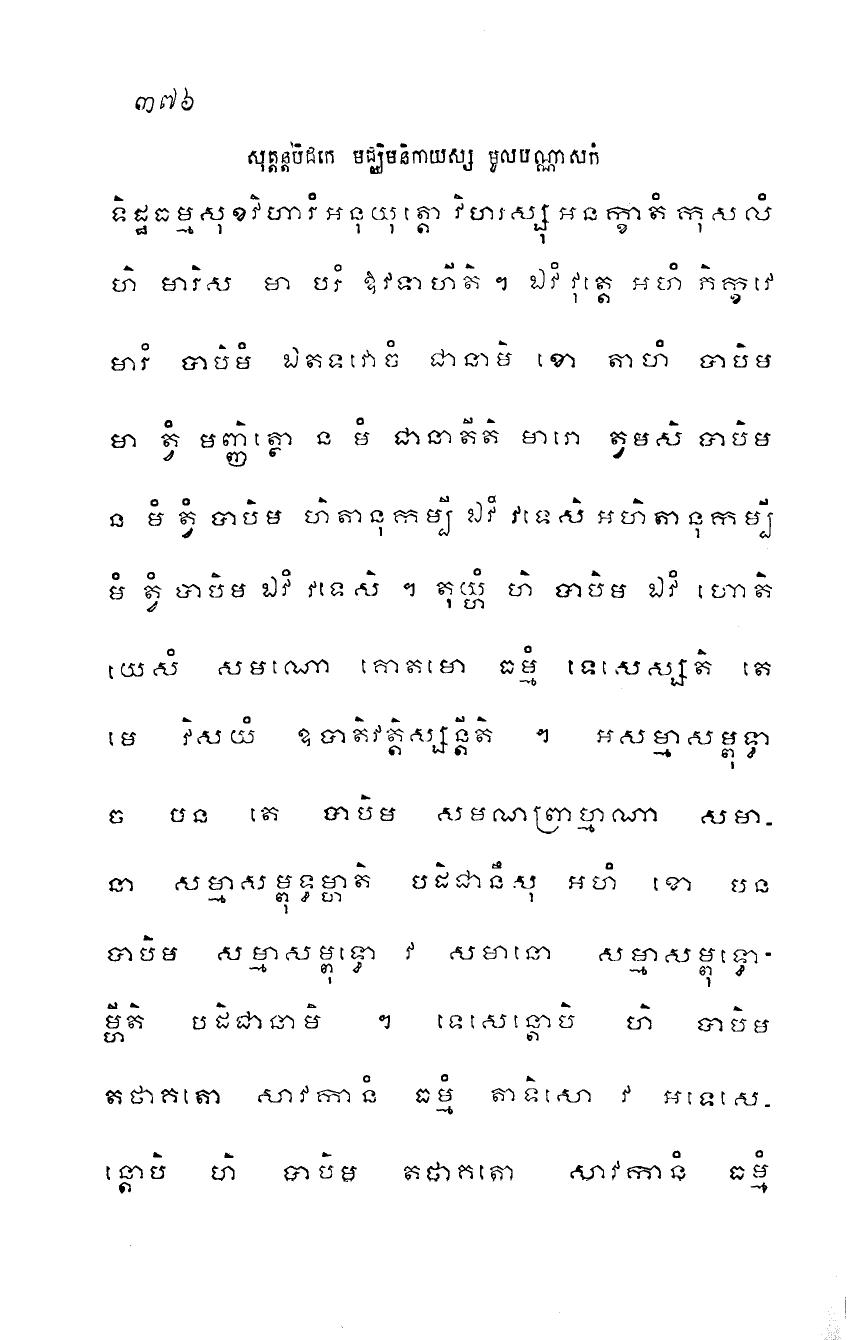 ៣៧៦
សុត្តន្តបិដកេ មជ្ឈិមនិកាយស្ស មូលបណ្ណាសកំ
ទិដ្ឋធម្មសុខវិហារំ អនុយុត្តោ វិហរស្សុ អនក្ខាតំ កុសលំ
ហិ មារិស មា បរំ ឱវទាហីតិ ។ ឯវំ វុត្តេ អហំ ភិក្ខវេ
មារំ បាបិមំ ឯតទវោចំ ជានាមិ ខោ តាហំ បាបិម
មា ត្វំ មញ្ញិត្ថោ ន មំ ជានាតីតិ មារោ ត្វមសិ បាបិម
ន មំ ត្វំ បាបិម ហិតានុកម្បី ឯវំ វទេសិ អហិតានុកម្បី
មំ ត្វំ បាបិម ឯវំ វទេសិ ។ តុយ្ហំ ហិ បាបិម ឯវំ ហោតិ
យេសំ សមណោ គោតមោ ធម្មំ ទេសេស្សតិ តេ
មេ វិសយំ ឧបាតិវត្តិស្សន្តីតិ ។ អសម្មាសម្ពុទ្ធា
ច បន តេ បាបិម សមណព្រាហ្មណា សមា-
នា សម្មាសម្ពុទ្ធម្ហាតិ បដិជានឹសុ អហំ ខោ បន
បាបិម សម្មាសម្ពុទ្ធោ វ សមានោ សម្មាសម្ពុទ្ធោ-
ម្ហីតិ បដិជានាមិ ។ ទេសេន្តោបិ ហិ បាបិម
តថាគតោ សាវកានំ ធម្មំ តាទិសោ វ អទេសេ-
ន្តោបិ ហិ បាបិម តថាគតោ សាវកានំ ធម្មំ